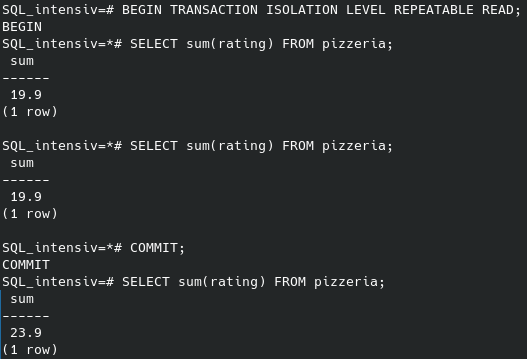 SQL_intensiv=# BEGIN TRANSACTION ISOLATION LEVEL REPEATABLE READ;
BEGIN
SQL_intensiv=*# SELECT sum(rating) FROM pizzeria;
 sum
------
 19.9
(1 row)

SQL_intensiv=*# SELECT sum(rating) FROM pizzeria;
 sum
------
 19.9
(1 row)

SQL_intensiv=*# COMMIT;
COMMIT
SQL_intensiv=# SELECT sum(rating) FROM pizzeria;
 sum
------
 23.9
(1 row)